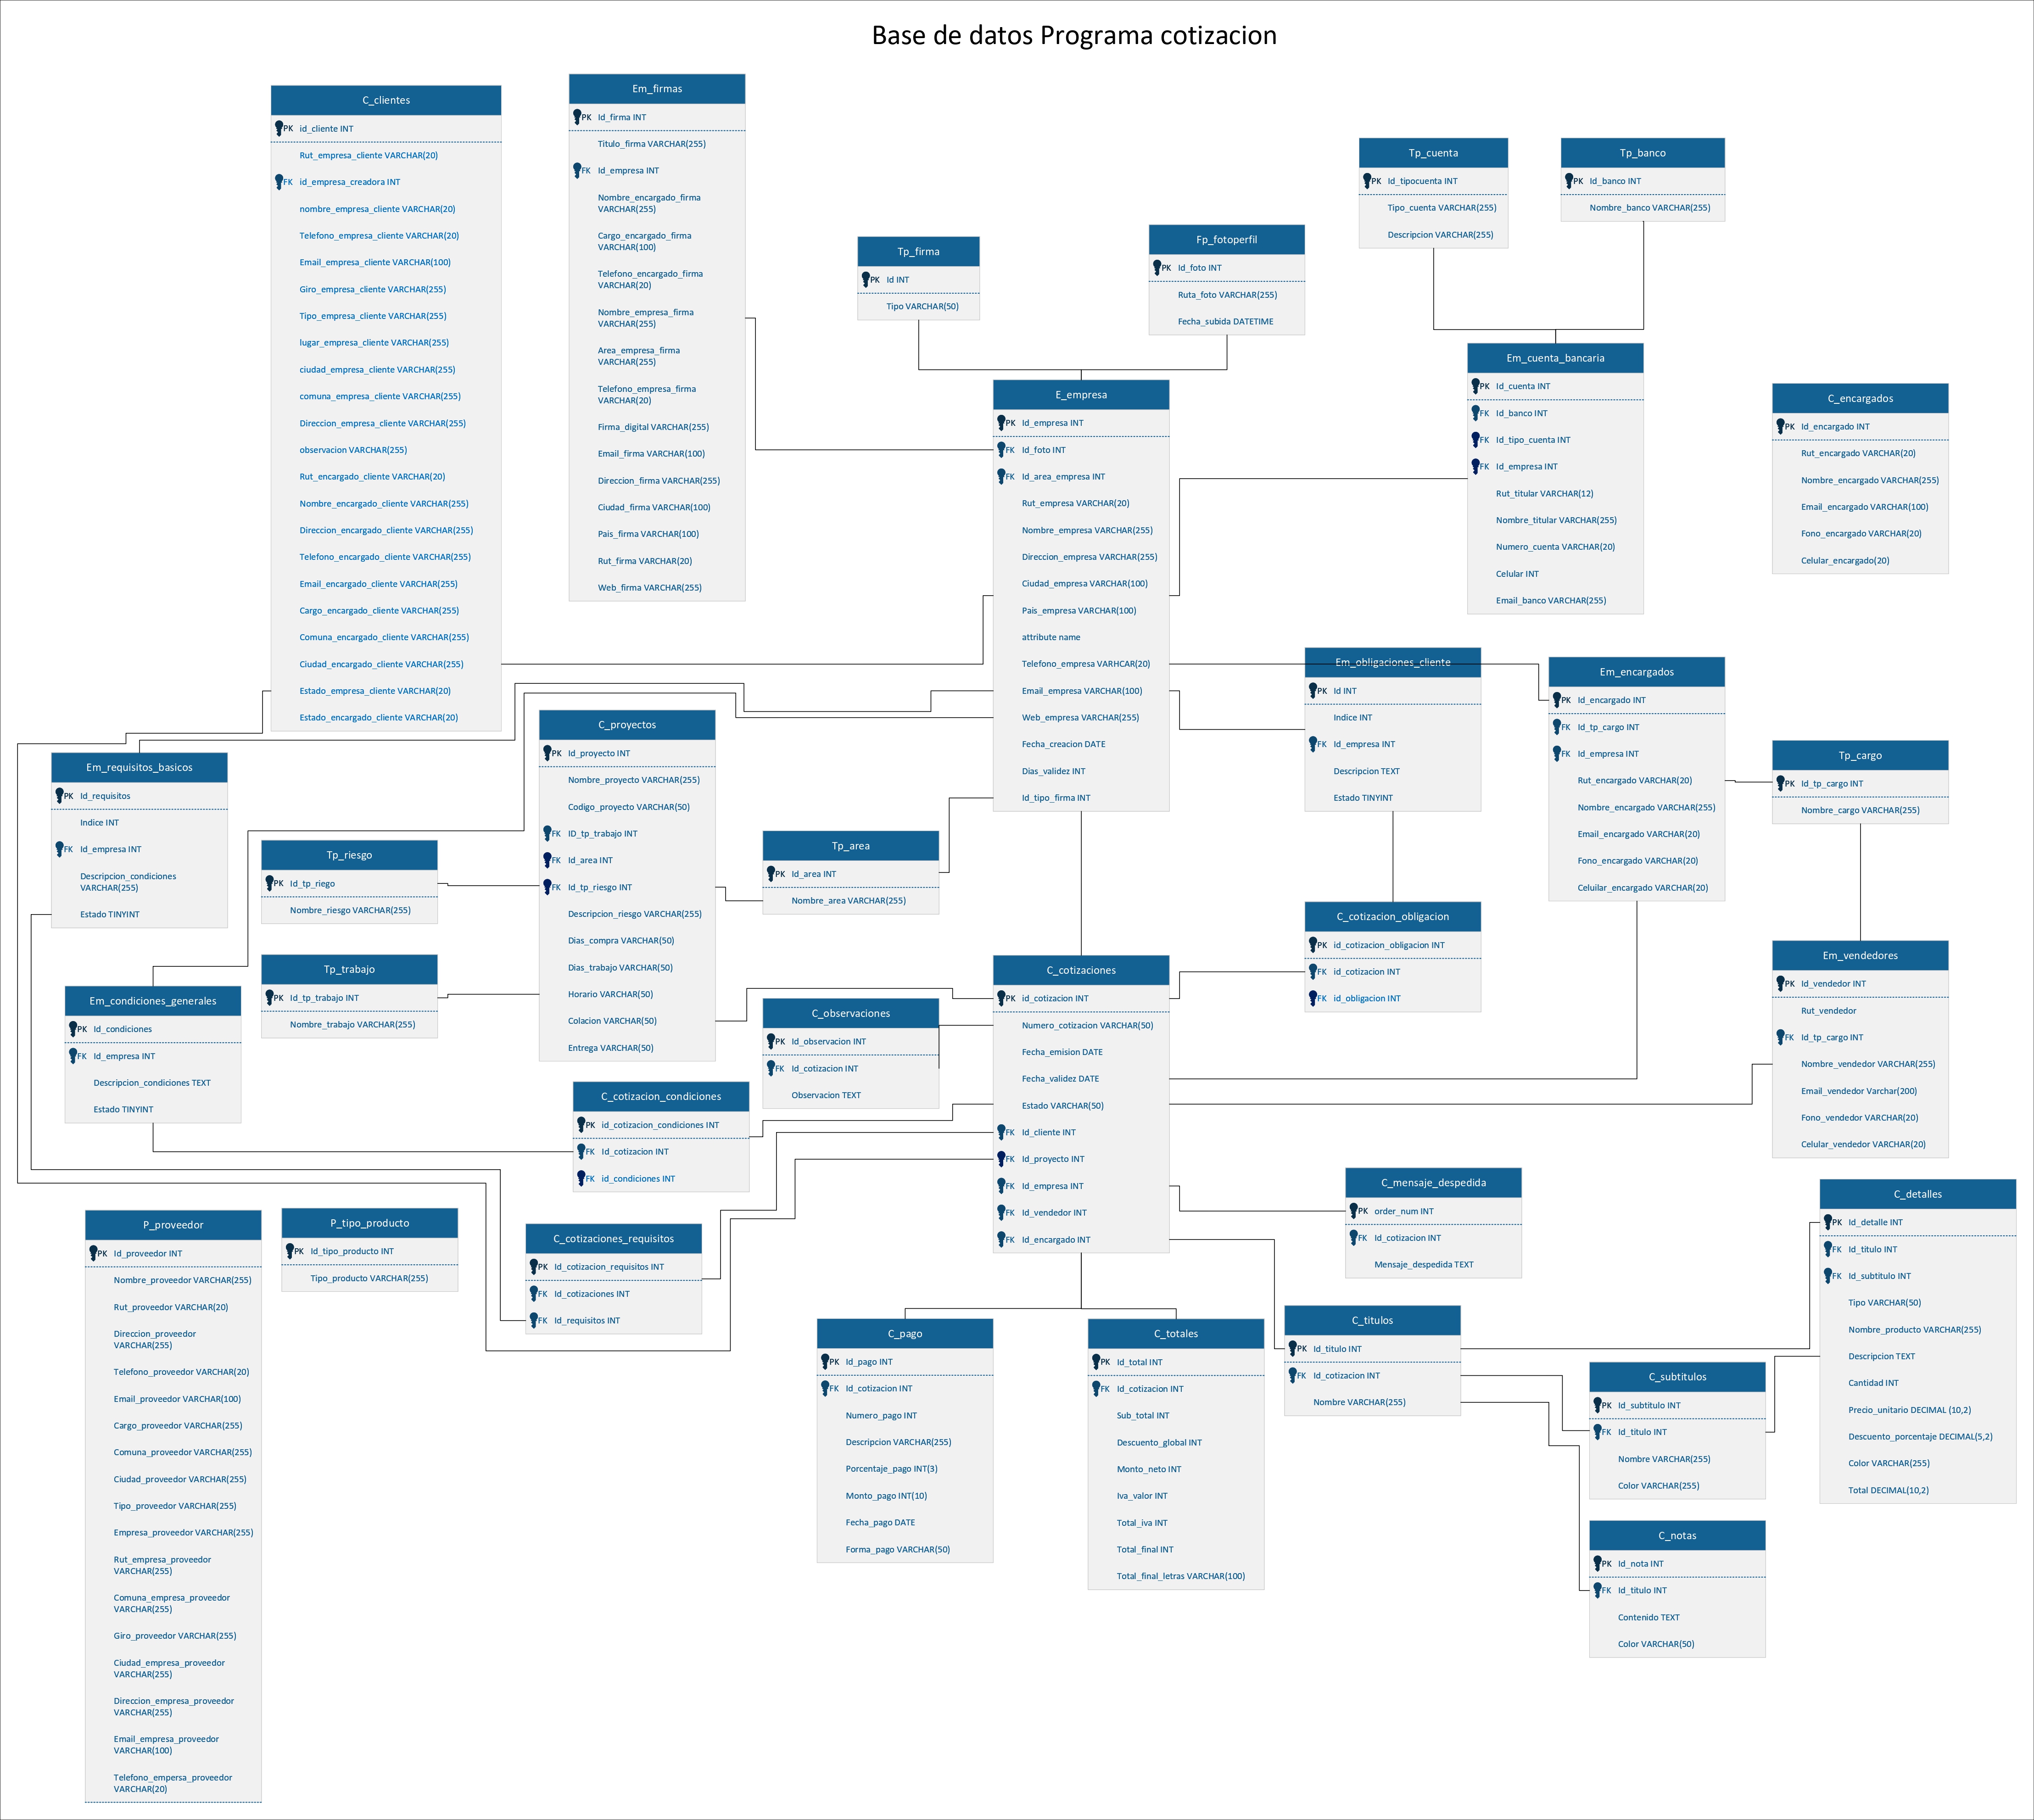 Base de datos Programa cotizacion
C_clientes
PK id_cliente INT
Rut_empresa_cliente VARCHAR(20)
FK id_empresa_creadora INT
nombre_empresa_cliente VARCHAR(20)
Telefono_empresa_cliente VARCHAR(20)
Email_empresa_cliente VARCHAR(100)
Giro_empresa_cliente VARCHAR(255)
Tipo_empresa_cliente VARCHAR(255)
lugar_empresa_cliente VARCHAR(255)
ciudad_empresa_cliente VARCHAR(255)
comuna_empresa_cliente VARCHAR(255)
Direccion_empresa_cliente VARCHAR(255)
observacion VARCHAR(255)
Rut_encargado_cliente VARCHAR(20)
Nombre_encargado_cliente VARCHAR(255)
Direccion_encargado_cliente VARCHAR(255)
Telefono_encargado_cliente VARCHAR(255)
Email_encargado_cliente VARCHAR(255)
Cargo_encargado_cliente VARCHAR(255)
Comuna_encargado_cliente VARCHAR(255)
Ciudad_encargado_cliente VARCHAR(255)
Estado_empresa_cliente VARCHAR(20)
Estado_encargado_cliente VARCHAR(20)
Em_firmas
PK Id_firma INT
Titulo_firma VARCHAR(255)
FK Id_empresa INT
Nombre_encargado_firma
VARCHAR(255)
Cargo_encargado_firma
VARCHAR(100)
Telefono_encargado_firma
VARCHAR(20)
Nombre_empresa_firma
VARCHAR(255)
Area_empresa_firma
VARCHAR(255)
Telefono_empresa_firma
VARCHAR(20)
Firma_digital VARCHAR(255)
Email_firma VARCHAR(100)
Direccion_firma VARCHAR(255)
Ciudad_firma VARCHAR(100)
Pais_firma VARCHAR(100)
Rut_firma VARCHAR(20)
Web_firma VARCHAR(255)
Tp_firma
PK Id INT
Tipo VARCHAR(50)
Fp_fotoperfil
PK Id_foto INT
Ruta_foto VARCHAR(255)
Fecha_subida DATETIME
Tp_cuenta
PK Id_tipocuenta INT
Tipo_cuenta VARCHAR(255)
Descripcion VARCHAR(255)
Tp_banco
PK Id_banco INT
Nombre_banco VARCHAR(255)
E_empresa
PK Id_empresa INT
FK Id_foto INT
FK Id_area_empresa INT
Rut_empresa VARCHAR(20)
Nombre_empresa VARCHAR(255)
Direccion_empresa VARCHAR(255)
Ciudad_empresa VARCHAR(100)
Pais_empresa VARCHAR(100)
attribute name
Telefono_empresa VARHCAR(20)
Email_empresa VARCHAR(100)
Web_empresa VARCHAR(255)
Fecha_creacion DATE
Dias_validez INT
Id_tipo_firma INT
Em_cuenta_bancaria
PK Id_cuenta INT
FK Id_banco INT
FK Id_tipo_cuenta INT
FK Id_empresa INT
Rut_titular VARCHAR(12)
Nombre_titular VARCHAR(255)
Numero_cuenta VARCHAR(20)
Celular INT
Email_banco VARCHAR(255)
C_encargados
PK Id_encargado INT
Rut_encargado VARCHAR(20)
Nombre_encargado VARCHAR(255)
Email_encargado VARCHAR(100)
Fono_encargado VARCHAR(20)
Celular_encargado(20)
Em_obligaciones_cliente
PK Id INT
Indice INT
FK Id_empresa INT
Descripcion TEXT
Estado TINYINT
Em_encargados
PK Id_encargado INT
FK Id_tp_cargo INT
FK Id_empresa INT
Rut_encargado VARCHAR(20)
Nombre_encargado VARCHAR(255)
Email_encargado VARCHAR(20)
Fono_encargado VARCHAR(20)
Celuilar_encargado VARCHAR(20)
Tp_cargo
PK Id_tp_cargo INT
Nombre_cargo VARCHAR(255)
Em_requisitos_basicos
PK Id_requisitos
Indice INT
FK Id_empresa INT
Descripcion_condiciones
VARCHAR(255)
Estado TINYINT
C_proyectos
PK Id_proyecto INT
Nombre_proyecto VARCHAR(255)
Codigo_proyecto VARCHAR(50)
FK ID_tp_trabajo INT
FK Id_area INT
FK Id_tp_riesgo INT
Descripcion_riesgo VARCHAR(255)
Dias_compra VARCHAR(50)
Dias_trabajo VARCHAR(50)
Horario VARCHAR(50)
Colacion VARCHAR(50)
Entrega VARCHAR(50)
Tp_riesgo
PK Id_tp_riego
Nombre_riesgo VARCHAR(255)
Tp_area
PK Id_area INT
Nombre_area VARCHAR(255)
Tp_trabajo
PK Id_tp_trabajo INT
Nombre_trabajo VARCHAR(255)
Em_condiciones_generales
PK Id_condiciones
FK Id_empresa INT
Descripcion_condiciones TEXT
Estado TINYINT
C_cotizacion_obligacion
PK id_cotizacion_obligacion INT
FK id_cotizacion INT
FK id_obligacion INT
Em_vendedores
PK Id_vendedor INT
Rut_vendedor
FK Id_tp_cargo INT
Nombre_vendedor VARCHAR(255)
Email_vendedor Varchar(200)
Fono_vendedor VARCHAR(20)
Celular_vendedor VARCHAR(20)
C_cotizaciones
PK id_cotizacion INT
Numero_cotizacion VARCHAR(50)
Fecha_emision DATE
Fecha_validez DATE
Estado VARCHAR(50)
FK Id_cliente INT
FK Id_proyecto INT
FK Id_empresa INT
FK Id_vendedor INT
FK Id_encargado INT
C_observaciones
PK Id_observacion INT
FK Id_cotizacion INT
Observacion TEXT
C_cotizacion_condiciones
PK id_cotizacion_condiciones INT
FK Id_cotizacion INT
FK id_condiciones INT
C_mensaje_despedida
PK order_num INT
FK Id_cotizacion INT
Mensaje_despedida TEXT
C_detalles
PK Id_detalle INT
FK Id_titulo INT
FK Id_subtitulo INT
Tipo VARCHAR(50)
Nombre_producto VARCHAR(255)
Descripcion TEXT
Cantidad INT
Precio_unitario DECIMAL (10,2)
Descuento_porcentaje DECIMAL(5,2)
Color VARCHAR(255)
Total DECIMAL(10,2)
P_proveedor
PK Id_proveedor INT
Nombre_proveedor VARCHAR(255)
Rut_proveedor VARCHAR(20)
Direccion_proveedor
VARCHAR(255)
Telefono_proveedor VARCHAR(20)
Email_proveedor VARCHAR(100)
Cargo_proveedor VARCHAR(255)
Comuna_proveedor VARCHAR(255)
Ciudad_proveedor VARCHAR(255)
Tipo_proveedor VARCHAR(255)
Empresa_proveedor VARCHAR(255)
Rut_empresa_proveedor
VARCHAR(255)
Comuna_empresa_proveedor
VARCHAR(255)
Giro_proveedor VARCHAR(255)
Ciudad_empresa_proveedor
VARCHAR(255)
Direccion_empresa_proveedor
VARCHAR(255)
Email_empresa_proveedor
VARCHAR(100)
Telefono_empersa_proveedor
VARCHAR(20)
P_tipo_producto
PK Id_tipo_producto INT
Tipo_producto VARCHAR(255)
C_cotizaciones_requisitos
PK Id_cotizacion_requisitos INT
FK Id_cotizaciones INT
FK Id_requisitos INT
C_pago
PK Id_pago INT
FK Id_cotizacion INT
Numero_pago INT
Descripcion VARCHAR(255)
Porcentaje_pago INT(3)
Monto_pago INT(10)
Fecha_pago DATE
Forma_pago VARCHAR(50)
C_totales
PK Id_total INT
FK Id_cotizacion INT
Sub_total INT
Descuento_global INT
Monto_neto INT
Iva_valor INT
Total_iva INT
Total_final INT
Total_final_letras VARCHAR(100)
C_titulos
PK Id_titulo INT
FK Id_cotizacion INT
Nombre VARCHAR(255)
C_subtitulos
PK Id_subtitulo INT
FK Id_titulo INT
Nombre VARCHAR(255)
Color VARCHAR(255)
C_notas
PK Id_nota INT
FK Id_titulo INT
Contenido TEXT
Color VARCHAR(50)